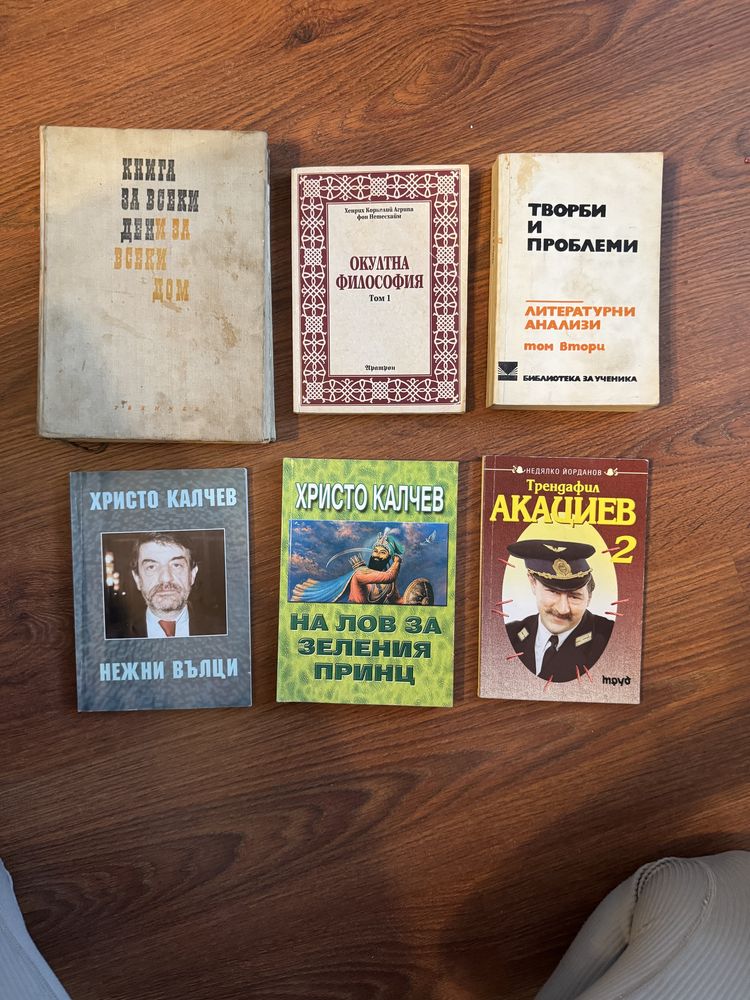 КНИГА
ЗА ВСЕКИ
ДЕН И ЗА
ВСЕКИ
ДОМ
ТЕХНИКА
Хенрих Корнелий Агрипа
фон Нетесхайм
ОКУЛТНА
ФИЛОСОФИЯ
Том 1
Аратрон
ТВОРБИ
И
ПРОБЛЕМИ
ЛИТЕРАТУРНИ
АНАЛИЗИ
том втори
БИБЛИОТЕКА ЗА УЧЕНИКА
ХРИСТО КАЛЧЕВ
НЕЖНИ ВЪЛЦИ
ХРИСТО КАЛЧЕВ
НА ЛОВ ЗА
ЗЕЛЕНИЯ
ПРИНЦ
НЕДЯЛКО ЙОРДАНОВ
Трендафил
АКАЦИЕВ
2
труд